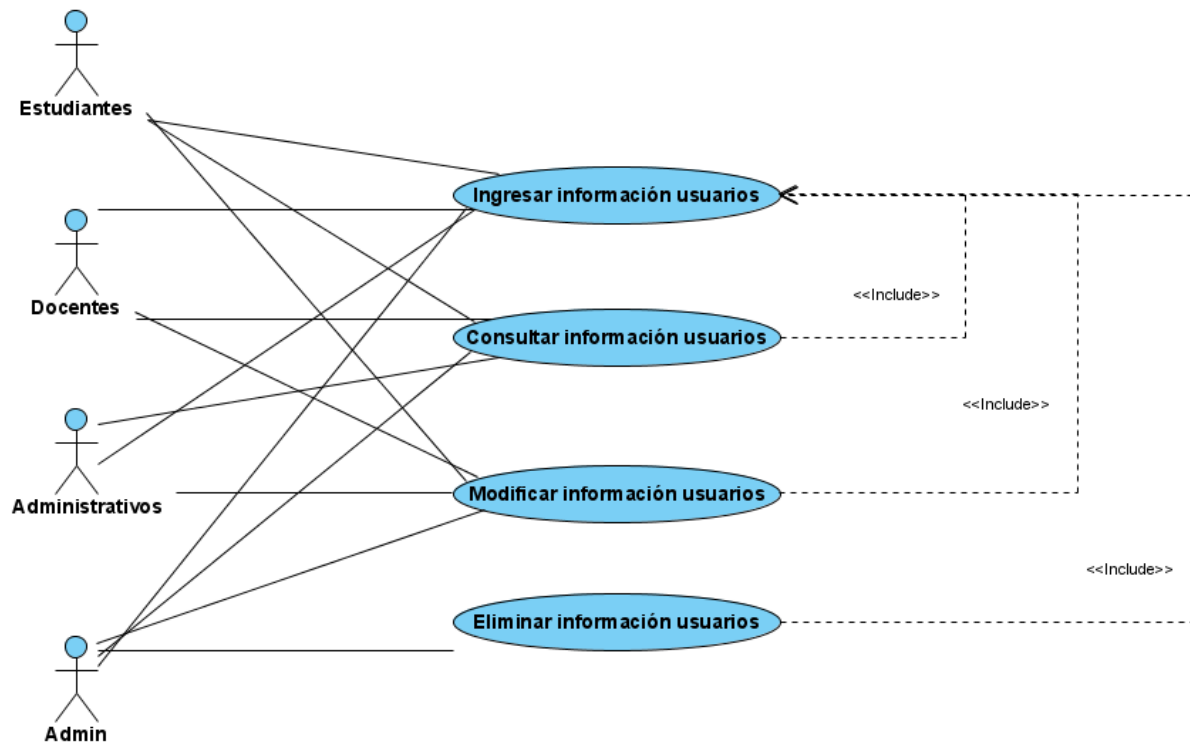 Estudiantes
Ingresar información usuarios
Docentes
<<Include>>
Consultar información usuarios
<<Include>>
Administrativos
Modificar información usuarios
<<Include>>
Eliminar información usuarios
Admin